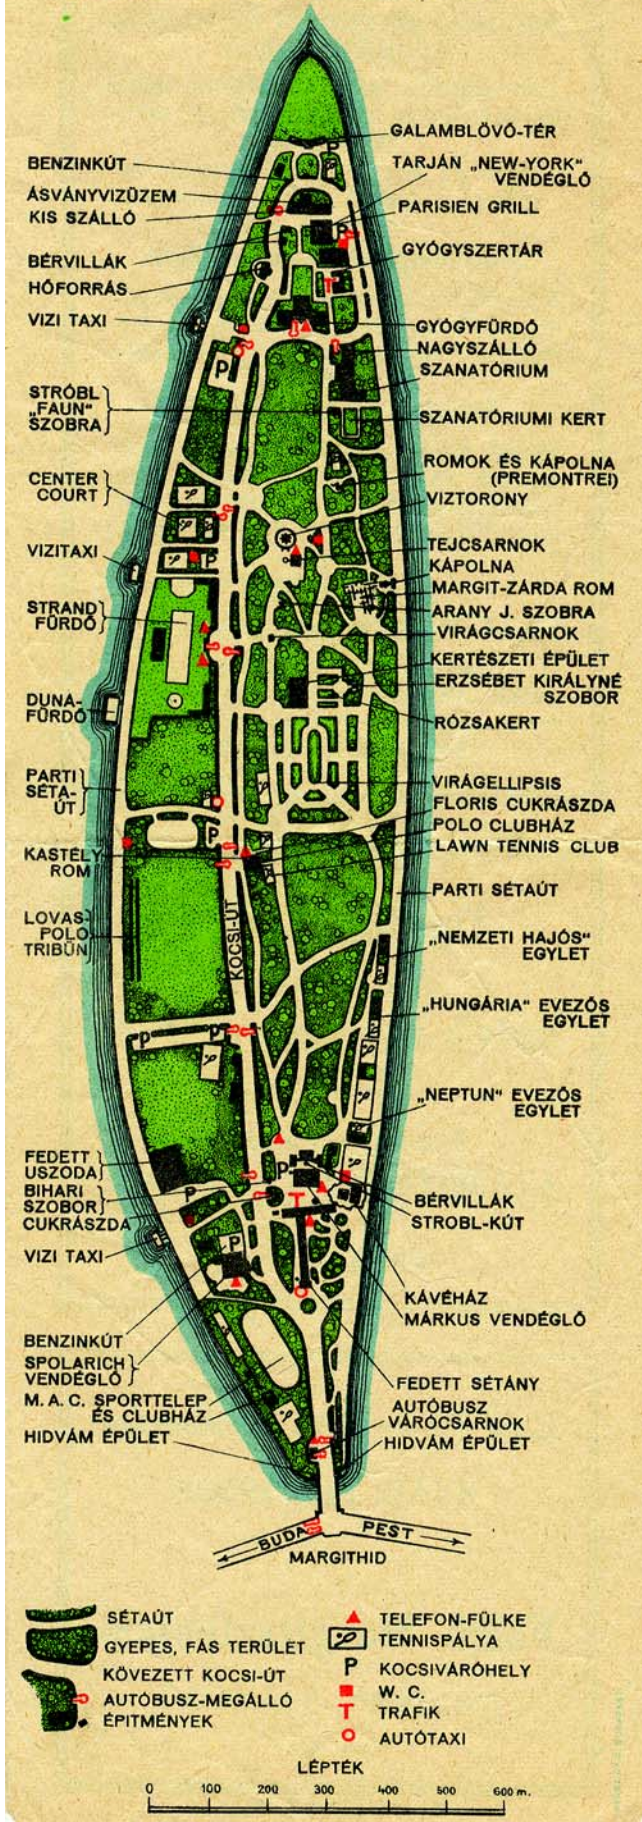 GALAMBLÖVŐ-TÉR
BENZINKÚT
TARJÁN „NEW-YORK"
VENDÉGLŐ
ÁSVÁNYVIZÜZEM
KIS SZÁLLÓ
PARISIEN GRILL
BÉRVILLÁK
GYÓGYSZERTÁR
HŐFORRÁS
VIZI TAXI
GYÓGYFÜRDŐ
NAGYSZÁLLÓ
SZANATÓRIUM
STRÓBL
„FAUN"
SZOBRA
SZANATÓRIUMI KERT
ROMOK ÉS KÁPOLNA
(PREMONTREI)
CENTER
COURT
VIZTORONY
VIZITAXI
TEJCSARNOK
KÁPOLNA
MARGIT-ZÁRDA ROM
STRAND
FÜRDŐ
ARANY J. SZOBRA
VIRÁGCSARNOK
KERTÉSZETI ÉPÜLET
ERZSÉBET KIRÁLYNÉ
SZOBOR
DUNA-
FÜRDŐ
RÓZSAKERT
PARTI
SÉTA-
ÚT
VIRÁGELLIPSIS
FLORIS CUKRÁSZDA
POLO CLUBHÁZ
LAWN TENNIS CLUB
KASTÉLY
ROM
PARTI SÉTAÚT
LOVAS-
POLO
TRIBÜN
KOCSI-ÚT
„NEMZETI HAJÓS"
EGYLET
„HUNGÁRIA" EVEZŐS
EGYLET
„NEPTUN" EVEZŐS
EGYLET
FEDETT
USZODA
BIHARI
SZOBOR
CUKRÁSZDA
BÉRVILLÁK
STROBL-KÚT
VIZI TAXI
KÁVÉHÁZ
MÁRKUS VENDÉGLŐ
BENZINKÚT
SPOLARICH
VENDÉGLŐ
FEDETT SÉTÁNY
M. A. C. SPORTTELEP
ÉS CLUBHÁZ
AUTÓBUSZ
VÁRÓCSARNOK
HIDVÁM ÉPÜLET
HIDVÁM ÉPÜLET
BUDA
PEST
MARGITHID
SÉTAÚT
GYEPES, FÁS TERÜLET
KÖVEZETT KOCSI-ÚT
AUTÓBUSZ-MEGÁLLÓ
ÉPITMÉNYEK
TELEFON-FÜLKE
TENNISPÁLYA
P KOCSIVÁRÓHELY
W. C.
T TRAFIK
AUTÓTAXI
LÉPTÉK
0 100 200 300 400 500 600 m.